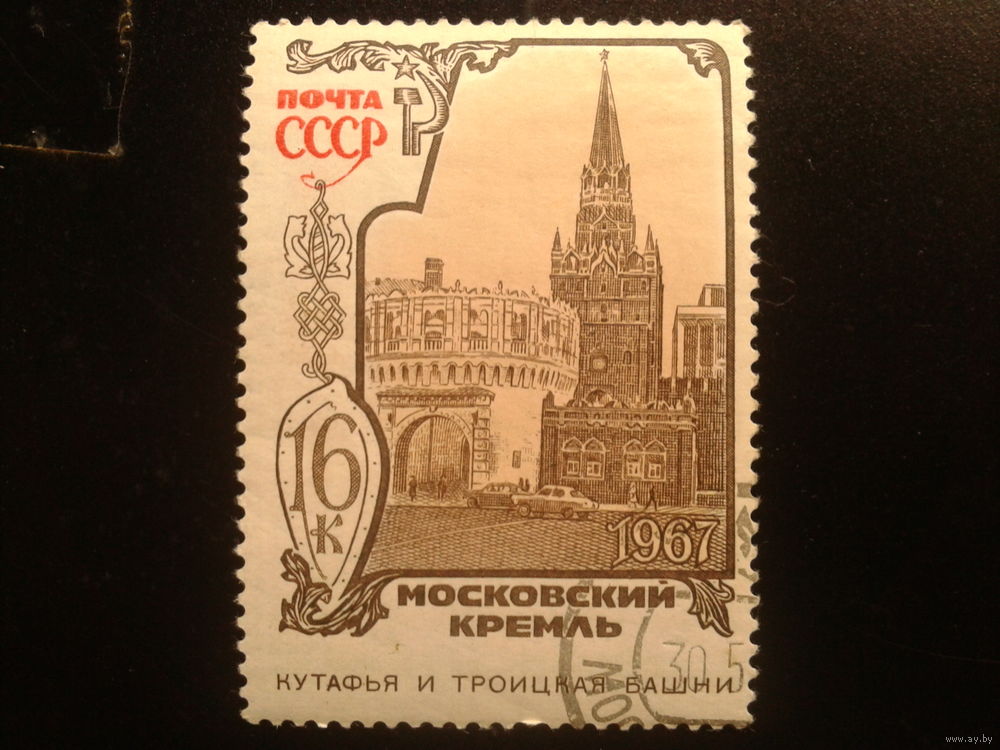 ПОЧТА
СССР
16
К
1967
МОСКОВСКИЙ
КРЕМЛЬ
КУТАФЬЯ И ТРОИЦКАЯ БАШНИ
30.5
www.ay.by